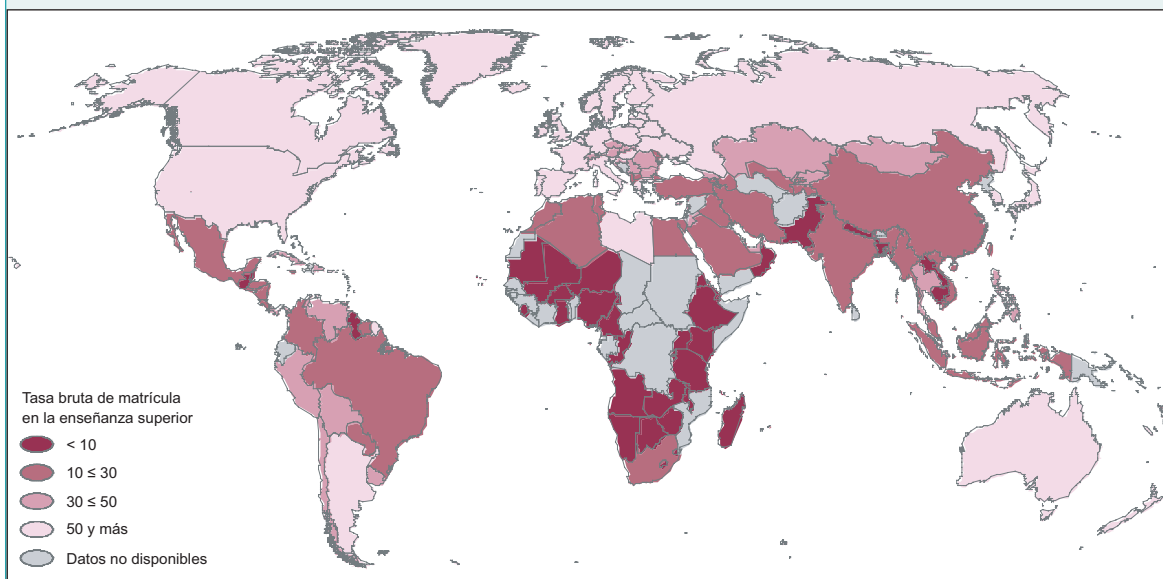 Tasa bruta de matrícula
en la enseñanza superior
< 10
10 ≤ 30
30 ≤ 50
50 y más
Datos no disponibles